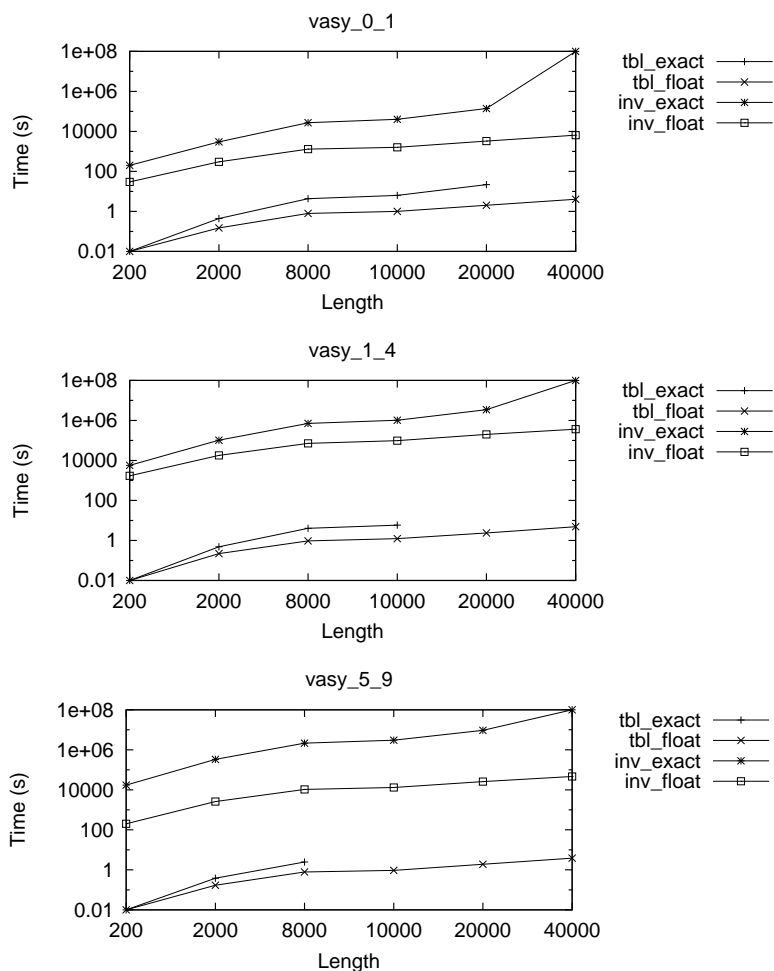 vasy_0_1
1e+08
1e+06
10000
100
1
0.01
Time (s)
200 2000 8000 10000 20000 40000
Length
tbl_exact
tbl_float
inv_exact
inv_float
vasy_1_4
1e+08
1e+06
10000
100
1
0.01
Time (s)
200 2000 8000 10000 20000 40000
Length
tbl_exact
tbl_float
inv_exact
inv_float
vasy_5_9
1e+08
1e+06
10000
100
1
0.01
Time (s)
200 2000 8000 10000 20000 40000
Length
tbl_exact
tbl_float
inv_exact
inv_float